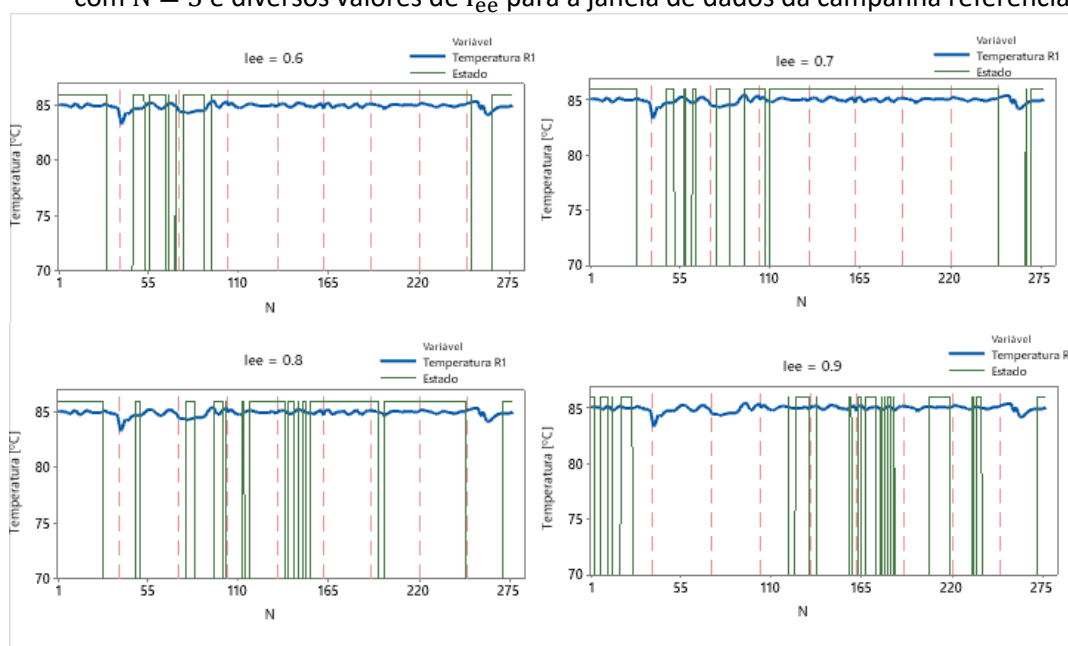 com N = 5 e diversos valores de Iee para a janela de dados da campanha referência
Iee = 0.6
Variável
Temperatura R1
Estado
Temperatura [ºC]
85
80
75
70
1 55 110 165 220 275
N
Iee = 0.7
Variável
Temperatura R1
Estado
Temperatura [ºC]
85
80
75
70
1 55 110 165 220 275
N
Iee = 0.8
Variável
Temperatura R1
Estado
Temperatura [ºC]
85
80
75
70
1 55 110 165 220 275
N
Iee = 0.9
Variável
Temperatura R
Estado
Temperatura [ºC]
85
80
75
70
1 55 110 165 220 275
N